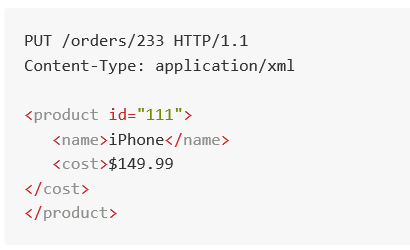 PUT /orders/233 HTTP/1.1
Content-Type: application/xml

<product id="111">
   <name>iPhone</name>
   <cost>$149.99
</cost>
</product>